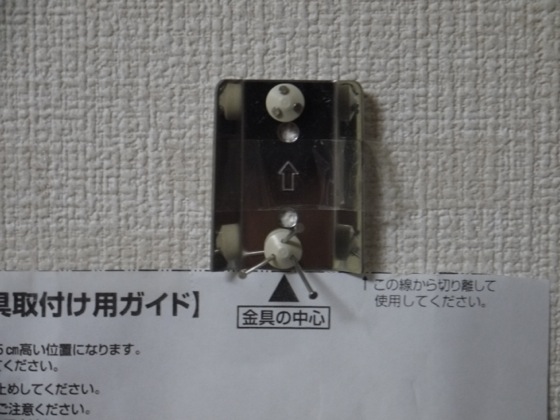 ↑この線から切り離して
使用してください。
具取付け用ガイド】
金具の中心
5cm高い位置になります。
てください。
止めしてください。
ご注意ください。